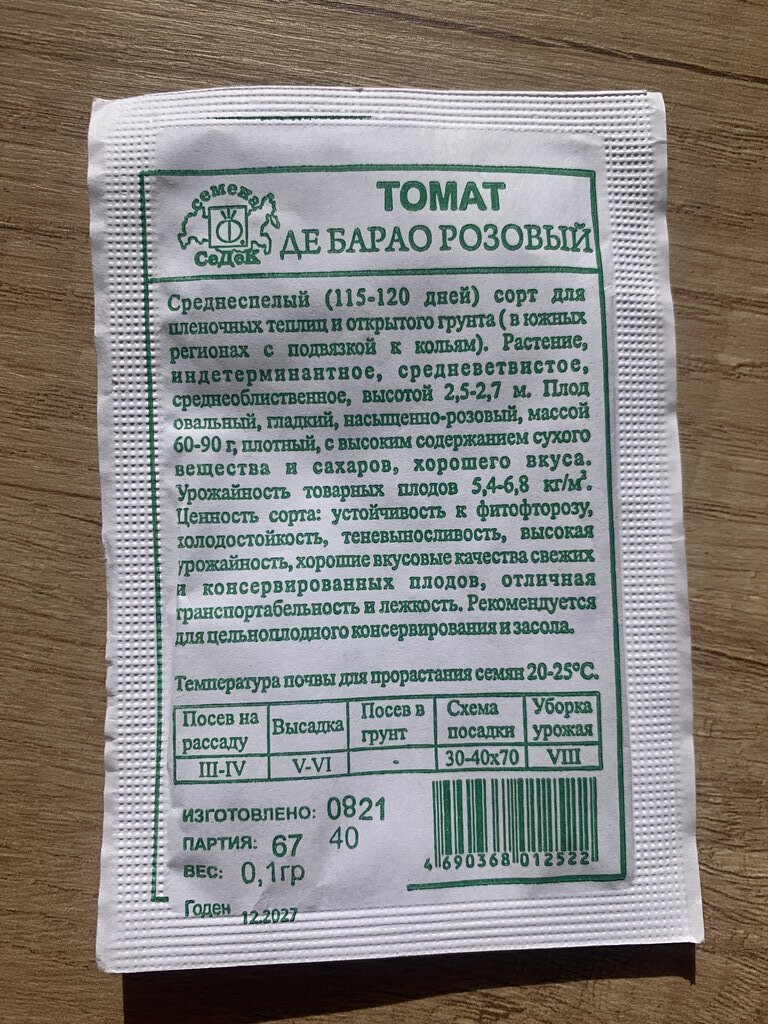 семена
СеДеК
ТОМАТ
ДЕ БАРАО РОЗОВЫЙ
Среднеспелый (115-120 дней) сорт для
пленочных теплиц и открытого грунта ( в южных
регионах с подвязкой к кольям). Растение,
индетерминантное, средневетвистое,
среднеоблиственное, высотой 2,5-2,7 м. Плод
овальный, гладкий, насыщенно-розовый, массой
60-90 г, плотный, с высоким содержанием сухого
вещества и сахаров, хорошего вкуса.
Урожайность товарных плодов 5,4-6,8 кг/м².
Ценность сорта: устойчивость к фитофторозу,
холодостойкость, теневыносливость, высокая
урожайность, хорошие вкусовые качества свежих
и консервированных плодов, отличная
транспортабельность и лежкость. Рекомендуется
для цельноплодного консервирования и засола.
Температура почвы для прорастания семян 20-25°С.
Посев на рассаду Высадка Посев в грунт Схема посадки Уборка урожая
III-IV V-VI - 30-40х70 VIII
ИЗГОТОВЛЕНО: 0821
ПАРТИЯ: 67 40
ВЕС: 0,1гр
4 690368 012522
Годен 12.2027